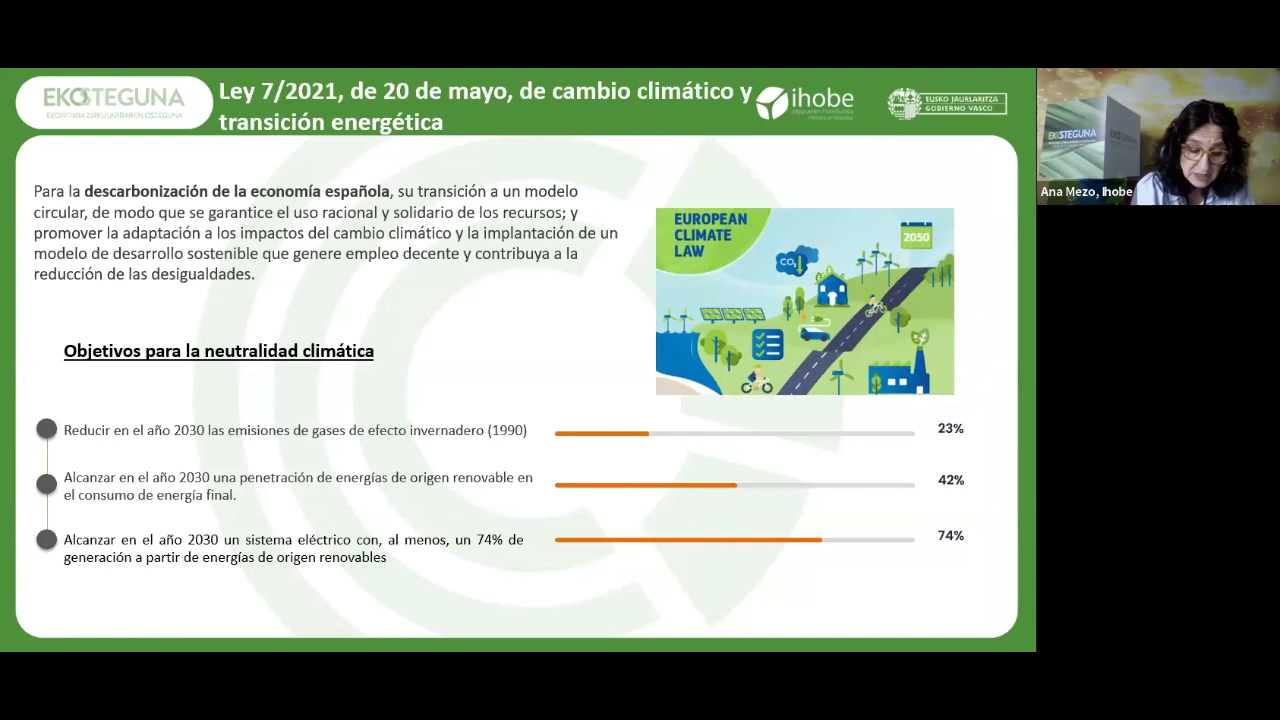 EKOSTEGUNA
EKONOMIA ZIRKULARRAREN OSTEGUNA
Ley 7/2021, de 20 de mayo, de cambio climático y
transición energética
ihobe
EUSKO JAURLARITZA
GOBIERNO VASCO
Para la descarbonización de la economía española, su transición a un modelo
circular, de modo que se garantice el uso racional y solidario de los recursos; y
promover la adaptación a los impactos del cambio climático y la implantación de un
modelo de desarrollo sostenible que genere empleo decente y contribuya a la
reducción de las desigualdades.
EUROPEAN
CLIMATE
LAW
2050
CO₂
Objetivos para la neutralidad climática
Reducir en el año 2030 las emisiones de gases de efecto invernadero (1990)
23%
Alcanzar en el año 2030 una penetración de energías de origen renovable en
el consumo de energía final.
42%
Alcanzar en el año 2030 un sistema eléctrico con, al menos, un 74% de
generación a partir de energías de origen renovables
74%
EKOSTEGUNA
Ana Mezo, Ihobe